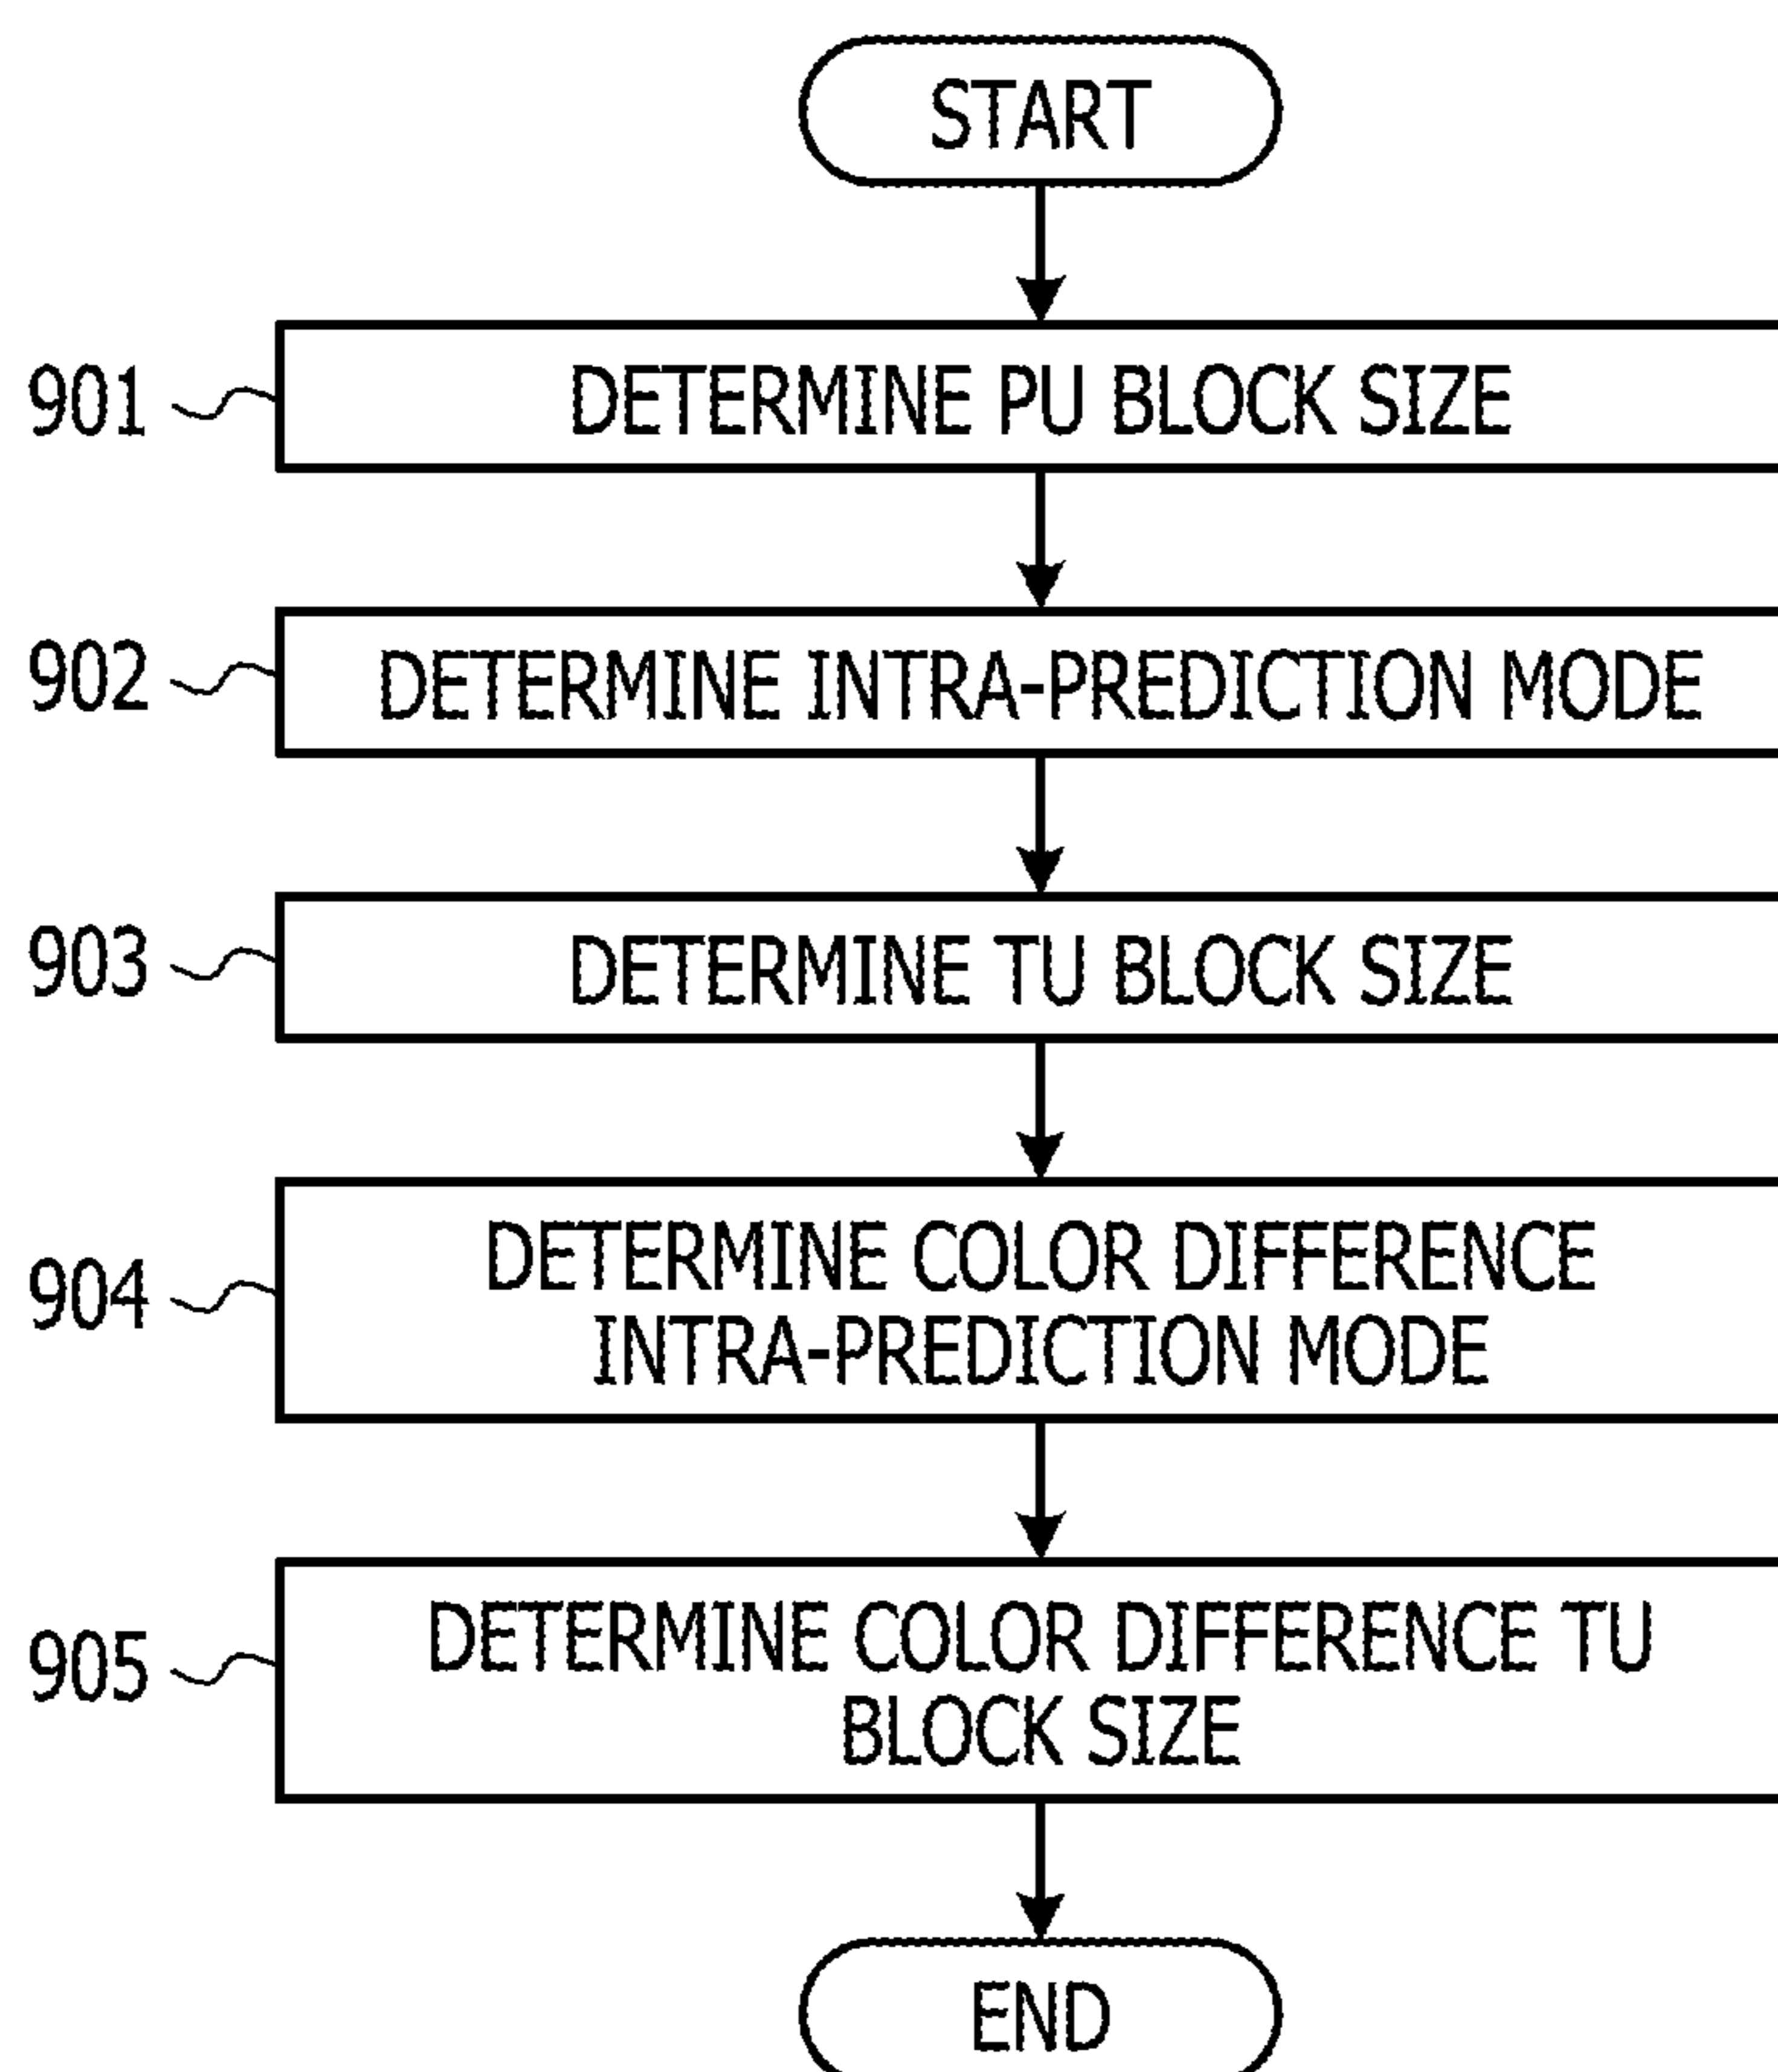 START
901
DETERMINE PU BLOCK SIZE
902
DETERMINE INTRA-PREDICTION MODE
903
DETERMINE TU BLOCK SIZE
904
DETERMINE COLOR DIFFERENCE
INTRA-PREDICTION MODE
905
DETERMINE COLOR DIFFERENCE TU
BLOCK SIZE
END